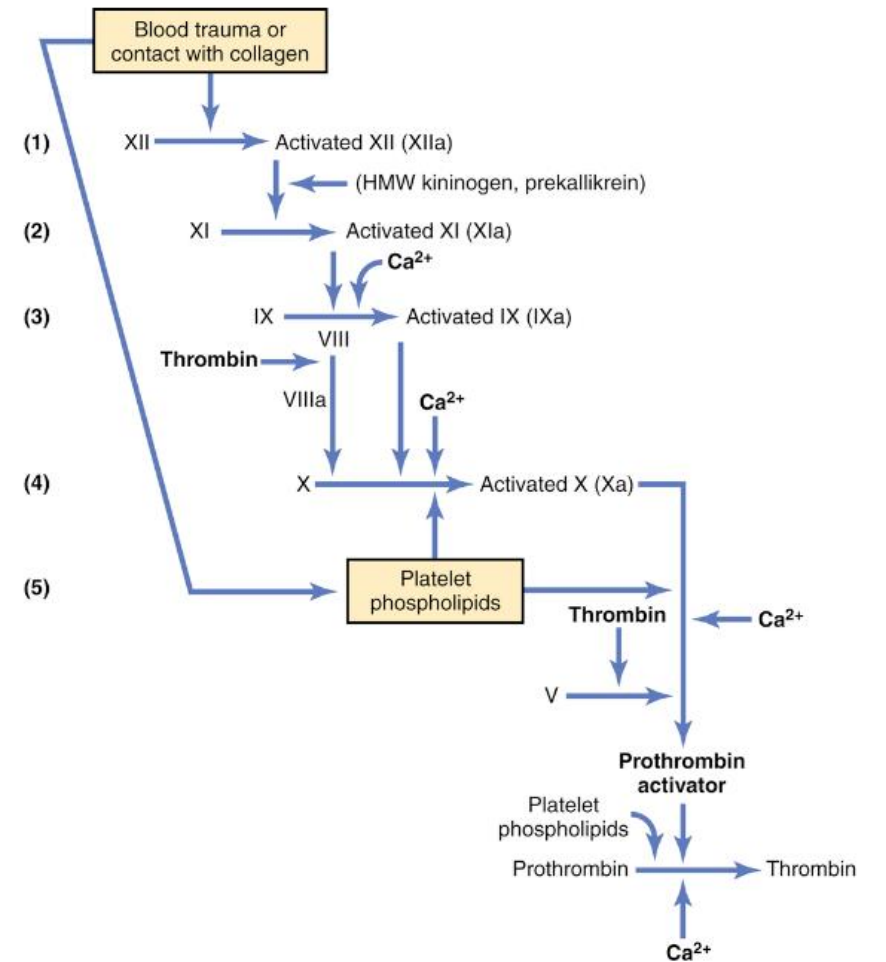 Blood trauma or
contact with collagen
(1) XII Activated XII (XIIa)
(HMW kininogen, prekallikrein)
(2) XI Activated XI (XIa)
Ca2+
(3) IX Activated IX (IXa)
VIII
Thrombin
VIIIa Ca2+
(4) X Activated X (Xa)
(5) Platelet
phospholipids
Thrombin Ca2+
V
Prothrombin
activator
Platelet
phospholipids
Prothrombin Thrombin
Ca2+